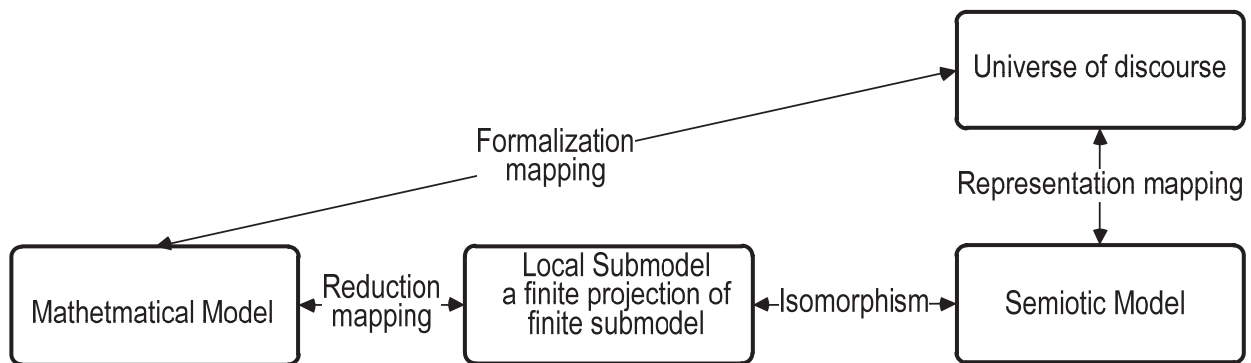 Universe of discourse
Formalization
mapping
Representation mapping
Mathetmatical Model
Reduction
mapping
Local Submodel
a finite projection of
finite submodel
Isomorphism
Semiotic Model